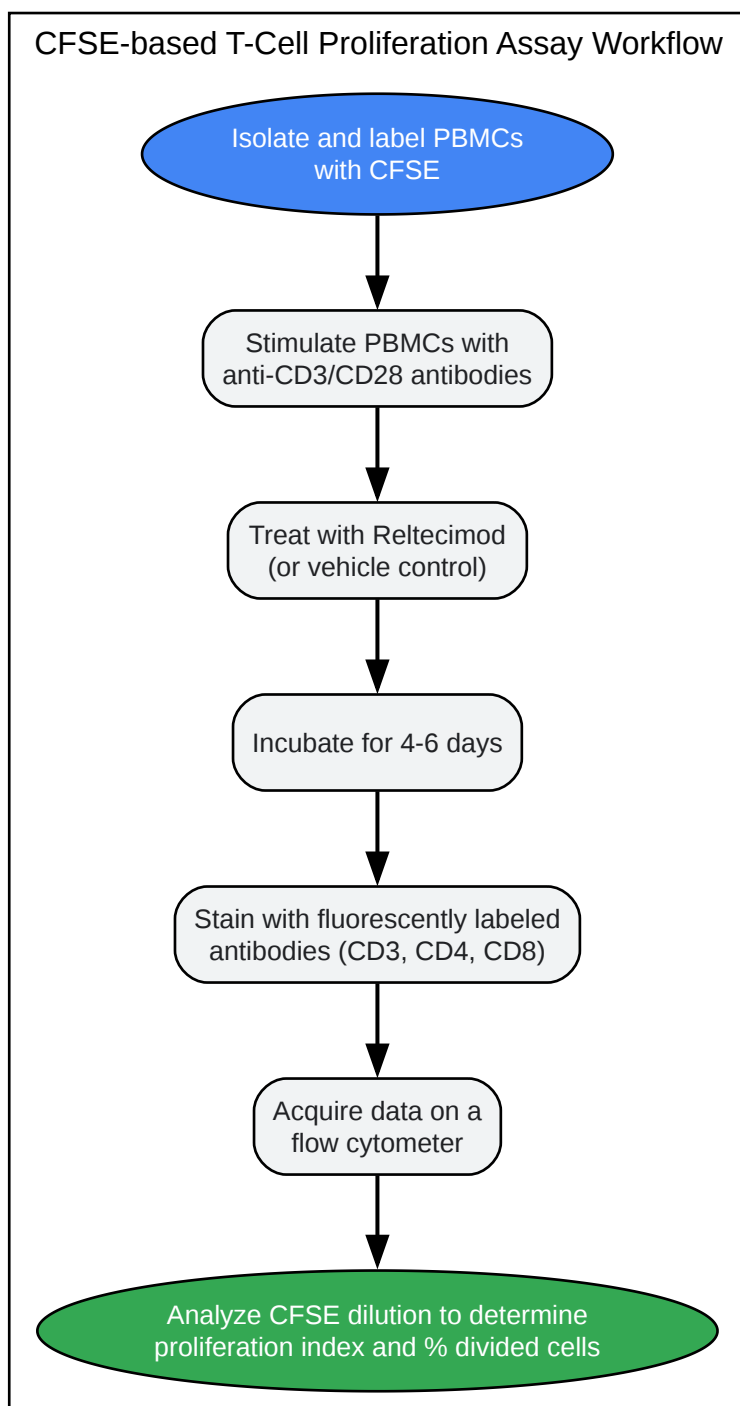 CFSE-based T-Cell Proliferation Assay Workflow
Isolate and label PBMCs
with CFSE
Stimulate PBMCs with
anti-CD3/CD28 antibodies
Treat with Reltecimod
(or vehicle control)
Incubate for 4-6 days
Stain with fluorescently labeled
antibodies (CD3, CD4, CD8)
Acquire data on a
flow cytometer
Analyze CFSE dilution to determine
proliferation index and % divided cells